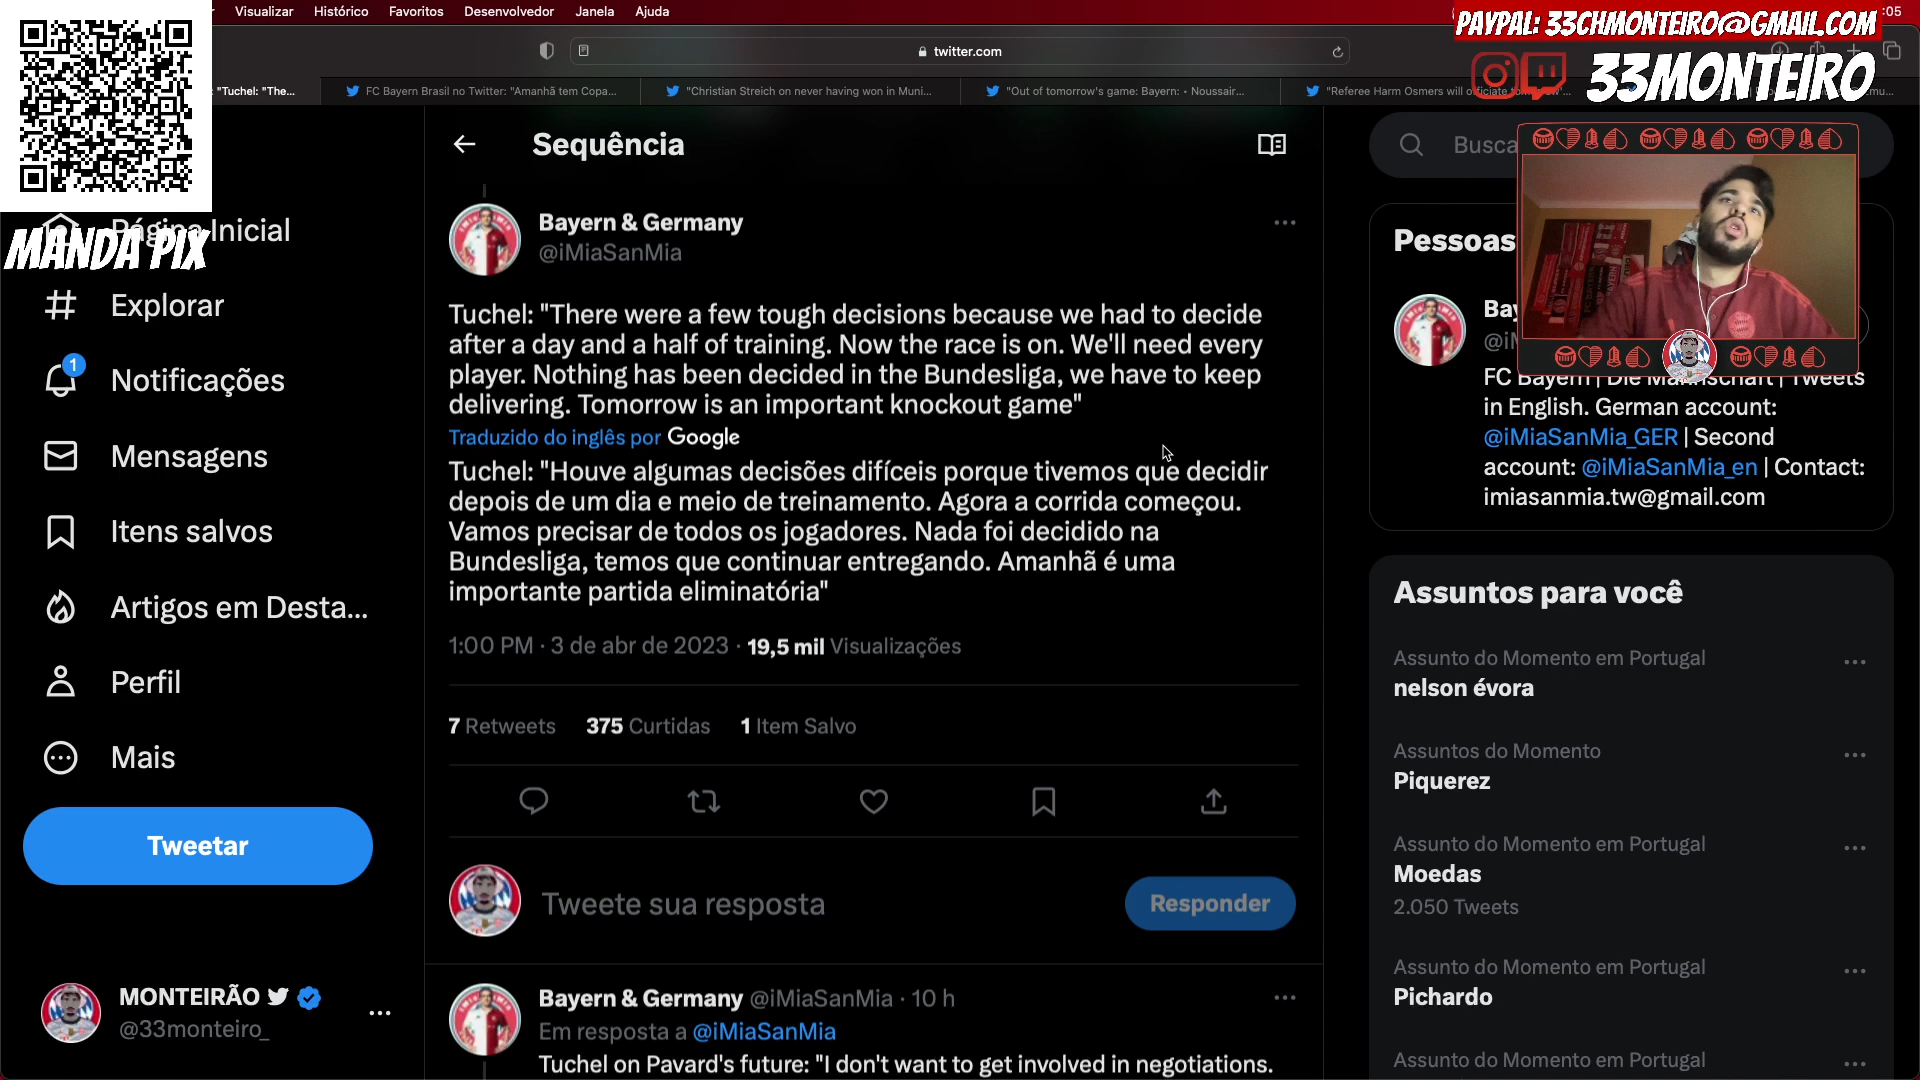 Visualizar Histórico Favoritos Desenvolvedor Janela Ajuda
:05
PAYPAL: 33CHMONTEIRO@GMAIL.COM
twitter.com
33MONTEIRO
"Tuchel: "The...
FC Bayern Brasil no Twitter: "Amanhã tem Copa...
"Christian Streich on never having won in Muni...
"Out of tomorrow's game: Bayern: • Noussair...
"Referee Harm Osmers will officiate tomorrow'...
MANDA PIX
Página Inicial
Explorar
1
Notificações
Mensagens
Itens salvos
Artigos em Desta...
Perfil
Mais
Tweetar
MONTEIRÃO
@33monteiro_
Sequência
Bayern & Germany
@iMiaSanMia
Tuchel: "There were a few tough decisions because we had to decide
after a day and a half of training. Now the race is on. We'll need every
player. Nothing has been decided in the Bundesliga, we have to keep
delivering. Tomorrow is an important knockout game"
Traduzido do inglês por Google
Tuchel: "Houve algumas decisões difíceis porque tivemos que decidir
depois de um dia e meio de treinamento. Agora a corrida começou.
Vamos precisar de todos os jogadores. Nada foi decidido na
Bundesliga, temos que continuar entregando. Amanhã é uma
importante partida eliminatória"
1:00 PM · 3 de abr de 2023 · 19,5 mil Visualizações
7 Retweets 375 Curtidas 1 Item Salvo
Tweete sua resposta
Responder
Bayern & Germany @iMiaSanMia · 10 h
Em resposta a @iMiaSanMia
Tuchel on Pavard's future: "I don't want to get involved in negotiations.
Busca
Pessoas
Bay
@iM
FC Bayern | Die Mannschaft | Tweets
in English. German account:
@iMiaSanMia_GER | Second
account: @iMiaSanMia_en | Contact:
imiasanmia.tw@gmail.com
Assuntos para você
Assunto do Momento em Portugal
nelson évora
Assuntos do Momento
Piquerez
Assunto do Momento em Portugal
Moedas
2.050 Tweets
Assunto do Momento em Portugal
Pichardo
Assunto do Momento em Portugal